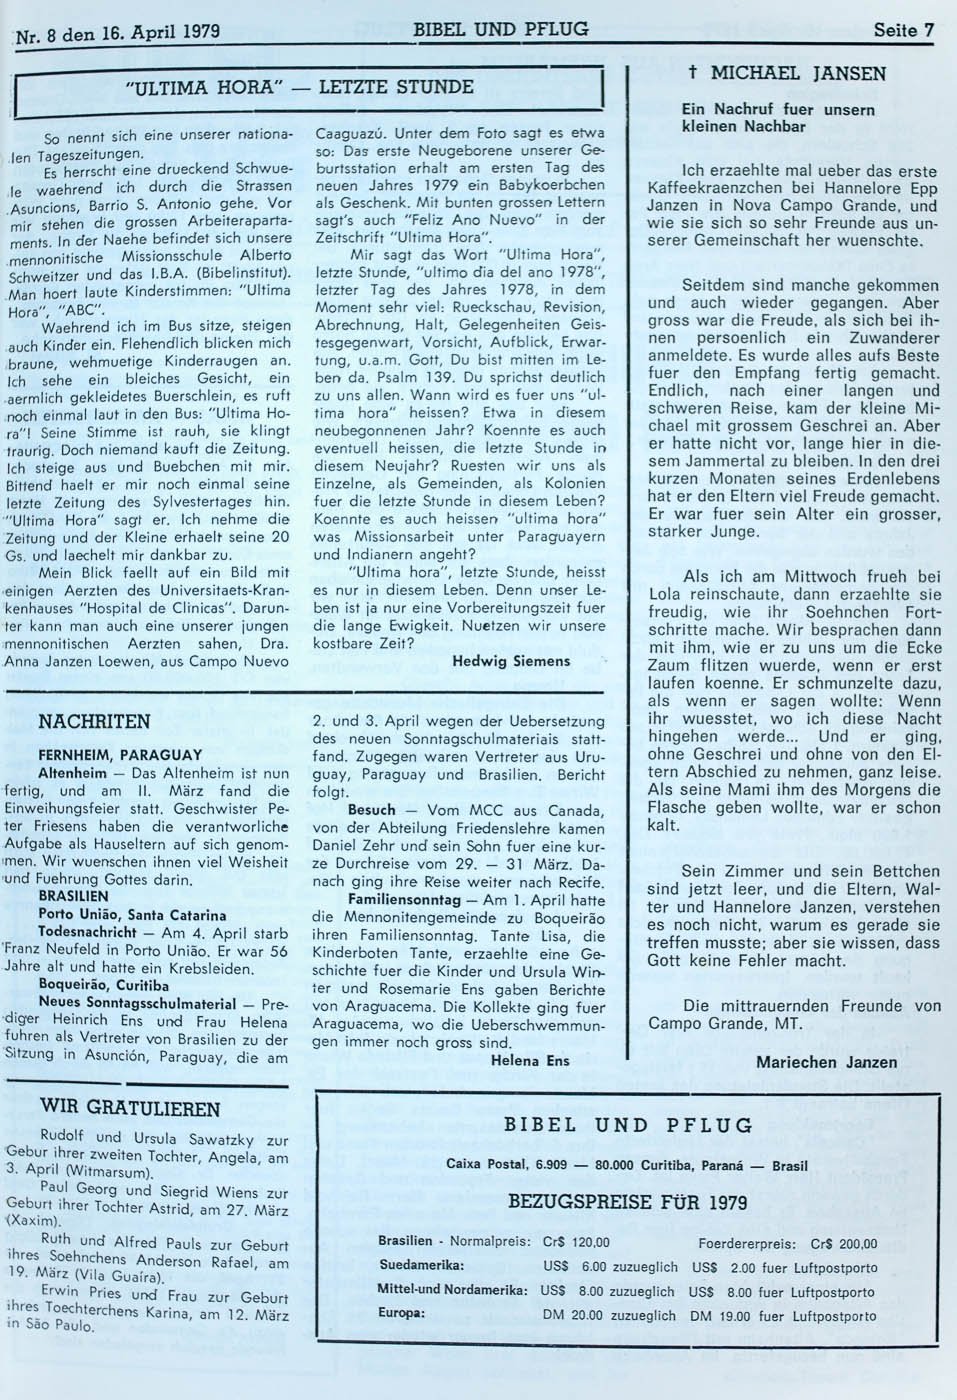 Nr. 8 den 16. April 1979
BIBEL UND PFLUG
Seite 7
"ULTIMA HORA" — LETZTE STUNDE
So nennt sich eine unserer nationa-
len Tageszeitungen.
Es herrscht eine drueckend Schwue-
le waehrend ich durch die Strassen
Asuncions, Barrio S. Antonio gehe. Vor
mir stehen die grossen Arbeiteraparta-
ments. In der Naehe befindet sich unsere
mennonitische Missionsschule Alberto
Schweitzer und das I.B.A. (Bibelinstitut).
Man hoert laute Kinderstimmen: "Ultima
Hora", "ABC".
Waehrend ich im Bus sitze, steigen
auch Kinder ein. Flehendlich blicken mich
braune, wehmuetige Kinderraugen an.
Ich sehe ein bleiches Gesicht, ein
aermlich gekleidetes Buerschlein, es ruft
noch einmal laut in den Bus: "Ultima Ho-
ra"! Seine Stimme ist rauh, sie klingt
traurig. Doch niemand kauft die Zeitung.
Ich steige aus und Buebchen mit mir.
Bittend haelt er mir noch einmal seine
letzte Zeitung des Sylvestertages hin.
"Ultima Hora" sagt er. Ich nehme die
Zeitung und der Kleine erhaelt seine 20
Gs. und laechelt mir dankbar zu.
Mein Blick faellt auf ein Bild mit
einigen Aerzten des Universitaets-Kran-
kenhauses "Hospital de Clinicas". Darun-
ter kann man auch eine unserer jungen
mennonitischen Aerzten sahen, Dra.
Anna Janzen Loewen, aus Campo Nuevo
Caaguazú. Unter dem Foto sagt es etwa
so: Das erste Neugeborene unserer Ge-
burtsstation erhalt am ersten Tag des
neuen Jahres 1979 ein Babykoerbchen
als Geschenk. Mit bunten grossen Lettern
sagt's auch "Feliz Ano Nuevo" in der
Zeitschrift "Ultima Hora".
Mir sagt das Wort "Ultima Hora",
letzte Stunde, "ultimo dia del ano 1978",
letzter Tag des Jahres 1978, in dem
Moment sehr viel: Rueckschau, Revision,
Abrechnung, Halt, Gelegenheiten Geis-
tesgegenwart, Vorsicht, Aufblick, Erwar-
tung, u.a.m. Gott, Du bist mitten im Le-
ben da. Psalm 139. Du sprichst deutlich
zu uns allen. Wann wird es fuer uns "ul-
tima hora" heissen? Etwa in diesem
neubegonnenen Jahr? Koennte es auch
eventuell heissen, die letzte Stunde in
diesem Neujahr? Ruesten wir uns als
Einzelne, als Gemeinden, als Kolonien
fuer die letzte Stunde in diesem Leben?
Koennte es auch heissen "ultima hora"
was Missionsarbeit unter Paraguayern
und Indianern angeht?
"Ultima hora", letzte Stunde, heisst
es nur in diesem Leben. Denn unser Le-
ben ist ja nur eine Vorbereitungszeit fuer
die lange Ewigkeit. Nuetzen wir unsere
kostbare Zeit?
Hedwig Siemens
† MICHAEL JANSEN
Ein Nachruf fuer unsern
kleinen Nachbar
Ich erzaehlte mal ueber das erste
Kaffeekraenzchen bei Hannelore Epp
Janzen in Nova Campo Grande, und
wie sie sich so sehr Freunde aus un-
serer Gemeinschaft her wuenschte.
Seitdem sind manche gekommen
und auch wieder gegangen. Aber
gross war die Freude, als sich bei ih-
nen persoenlich ein Zuwanderer
anmeldete. Es wurde alles aufs Beste
fuer den Empfang fertig gemacht.
Endlich, nach einer langen und
schweren Reise, kam der kleine Mi-
chael mit grossem Geschrei an. Aber
er hatte nicht vor, lange hier in die-
sem Jammertal zu bleiben. In den drei
kurzen Monaten seines Erdenlebens
hat er den Eltern viel Freude gemacht.
Er war fuer sein Alter ein grosser,
starker Junge.
Als ich am Mittwoch frueh bei
Lola reinschaute, dann erzaehlte sie
freudig, wie ihr Soehnchen Fort-
schritte mache. Wir besprachen dann
mit ihm, wie er zu uns um die Ecke
Zaum flitzen wuerde, wenn er erst
laufen koenne. Er schmunzelte dazu,
als wenn er sagen wollte: Wenn
ihr wuesstet, wo ich diese Nacht
hingehen werde... Und er ging,
ohne Geschrei und ohne von den El-
tern Abschied zu nehmen, ganz leise.
Als seine Mami ihm des Morgens die
Flasche geben wollte, war er schon
kalt.
Sein Zimmer und sein Bettchen
sind jetzt leer, und die Eltern, Wal-
ter und Hannelore Janzen, verstehen
es noch nicht, warum es gerade sie
treffen musste; aber sie wissen, dass
Gott keine Fehler macht.
Die mittrauernden Freunde von
Campo Grande, MT.
Mariechen Janzen
NACHRITEN
FERNHEIM, PARAGUAY
Altenheim — Das Altenheim ist nun
fertig, und am II. März fand die
Einweihungsfeier statt. Geschwister Pe-
ter Friesens haben die verantworliche
Aufgabe als Hauseltern auf sich genom-
men. Wir wuenschen ihnen viel Weisheit
und Fuehrung Gottes darin.
BRASILIEN
Porto União, Santa Catarina
Todesnachricht — Am 4. April starb
Franz Neufeld in Porto União. Er war 56
Jahre alt und hatte ein Krebsleiden.
Boqueirão, Curitiba
Neues Sonntagsschulmaterial — Pre-
diger Heinrich Ens und Frau Helena
fuhren als Vertreter von Brasilien zu der
Sitzung in Asunción, Paraguay, die am
2. und 3. April wegen der Uebersetzung
des neuen Sonntagschulmateriais statt-
fand. Zugegen waren Vertreter aus Uru-
guay, Paraguay und Brasilien. Bericht
folgt.
Besuch — Vom MCC aus Canada,
von der Abteilung Friedenslehre kamen
Daniel Zehr und sein Sohn fuer eine kur-
ze Durchreise vom 29. — 31 März. Da-
nach ging ihre Reise weiter nach Recife.
Familiensonntag — Am 1. April hatte
die Mennonitengemeinde zu Boqueirão
ihren Familiensonntag. Tante Lisa, die
Kinderboten Tante, erzaehlte eine Ge-
schichte fuer die Kinder und Ursula Win-
ter und Rosemarie Ens gaben Berichte
von Araguacema. Die Kollekte ging fuer
Araguacema, wo die Ueberschwemmun-
gen immer noch gross sind.
Helena Ens
WIR GRATULIEREN
Rudolf und Ursula Sawatzky zur
Gebur ihrer zweiten Tochter, Angela, am
3. April (Witmarsum).
Paul Georg und Siegrid Wiens zur
Geburt ihrer Tochter Astrid, am 27. März
(Xaxim).
Ruth und Alfred Pauls zur Geburt
ihres Soehnchens Anderson Rafael, am
19. März (Vila Guaíra).
Erwin Pries und Frau zur Geburt
ihres Toechterchens Karina, am 12. März
in São Paulo.
BIBEL UND PFLUG
Caixa Postal, 6.909 — 80.000 Curitiba, Paraná — Brasil
BEZUGSPREISE FÜR 1979
Brasilien - Normalpreis: Cr$ 120,00 Foerdererpreis: Cr$ 200,00
Suedamerika: US$ 6.00 zuzueglich US$ 2.00 fuer Luftpostporto
Mittel-und Nordamerika: US$ 8.00 zuzueglich US$ 8.00 fuer Luftpostporto
Europa: DM 20.00 zuzueglich DM 19.00 fuer Luftpostporto